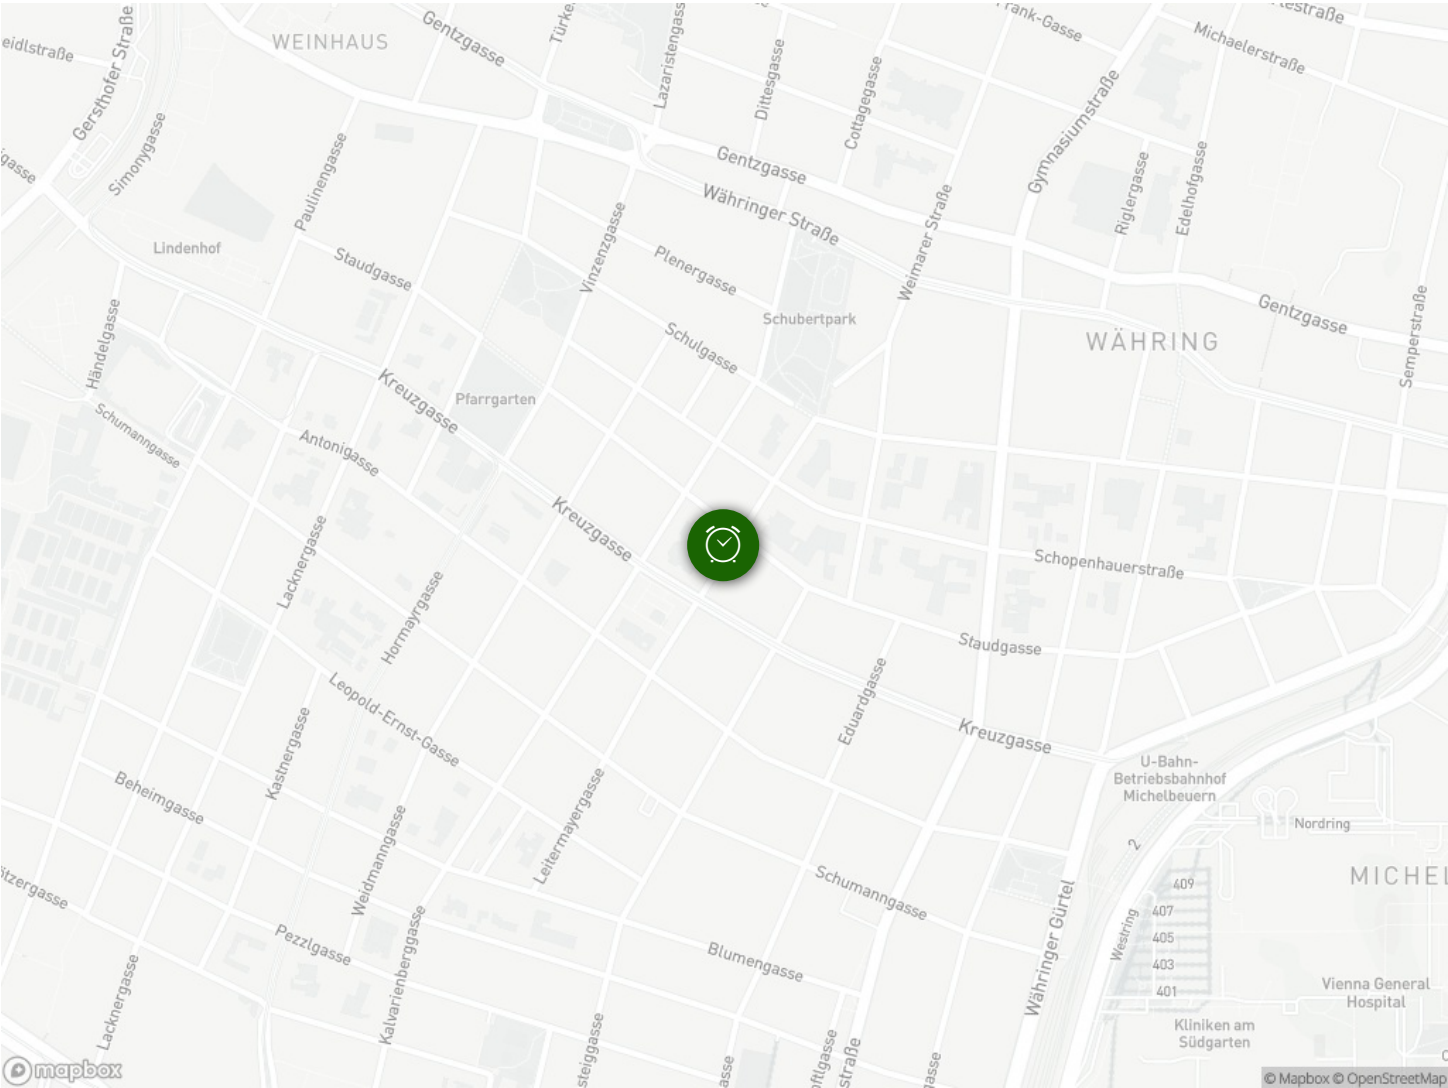 WEINHAUS
Gentzgasse
Lazaristengasse
Dittesgasse
Cottagegasse
Michaelerstraße
Gersthofer Straße
Simonygasse
Paulinengasse
Gymnasiumstraße
Riglergasse
Edelhofgasse
Gentzgasse
Währinger Straße
Weimarer Straße
Lindenhof
Staudgasse
Vinzenzgasse
Plenergasse
Schubertpark
Gentzgasse
WÄHRING
Semperstraße
Händelgasse
Schulgasse
Kreuzgasse
Pfarrgarten
Schumanngasse
Antonigasse
Kreuzgasse
Lacknergasse
Hormayrgasse
Schopenhauerstraße
Staudgasse
Leopold-Ernst-Gasse
Eduardgasse
Kreuzgasse
Kastnergasse
Beheimgasse
U-Bahn-
Betriebsbahnhof
Michelbeuern
Nordring
2
Leitermayergasse
Weidmanngasse
Schumanngasse
MICHEL
409
407
405
403
401
Westring
Währinger Gürtel
Pezzlgasse
Kalvarienberggasse
Blumengasse
Vienna General
Hospital
Kliniken am
Südgarten
Lacknergasse
mapbox
© Mapbox © OpenStreetMap